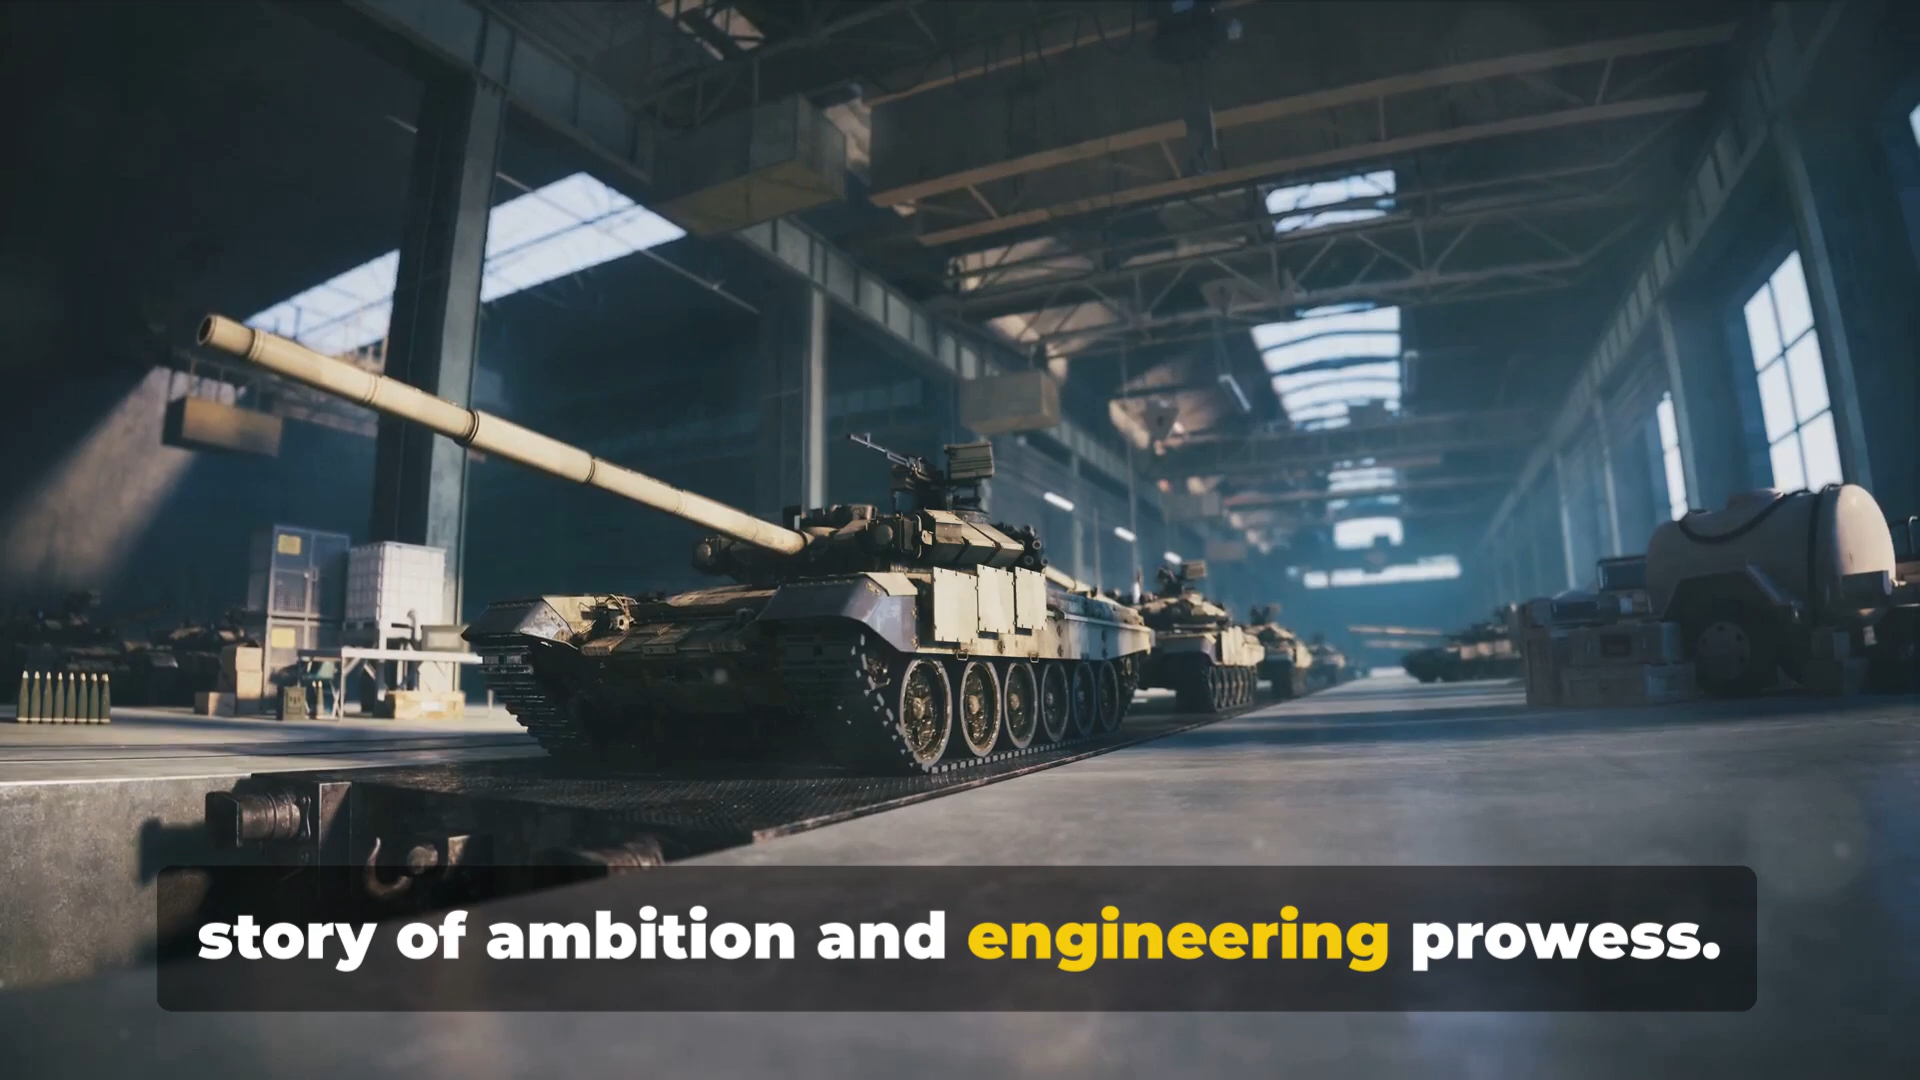 story of ambition and engineering prowess.